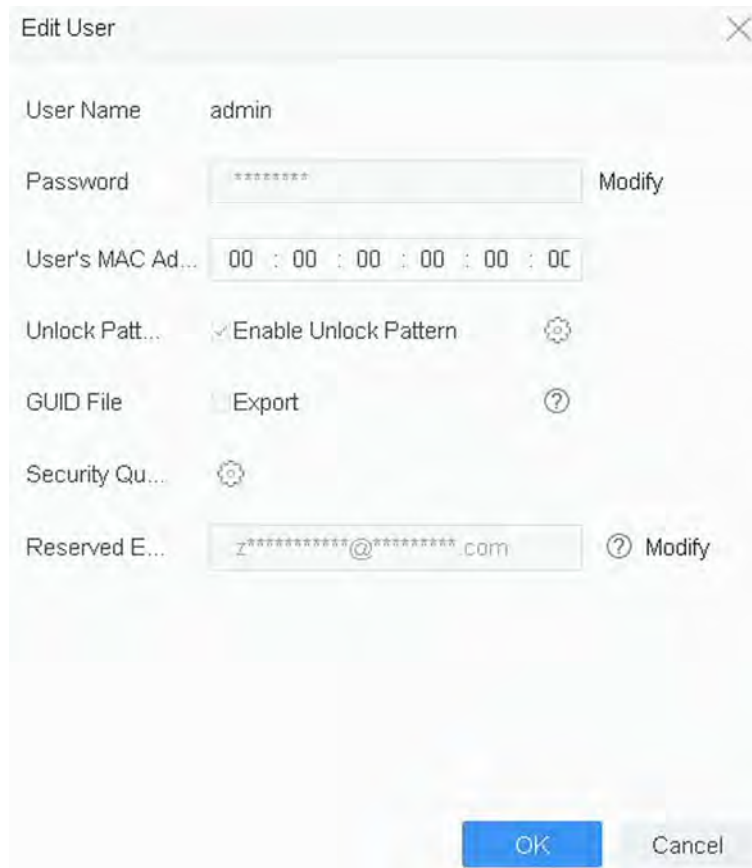 Edit User
User Name admin
Password ******** Modify
User's MAC Ad... 00 : 00 : 00 : 00 : 00 : 00
Unlock Patt... Enable Unlock Pattern
GUID File Export ?
Security Qu...
Reserved E... z***********@*********.com ? Modify
OK Cancel